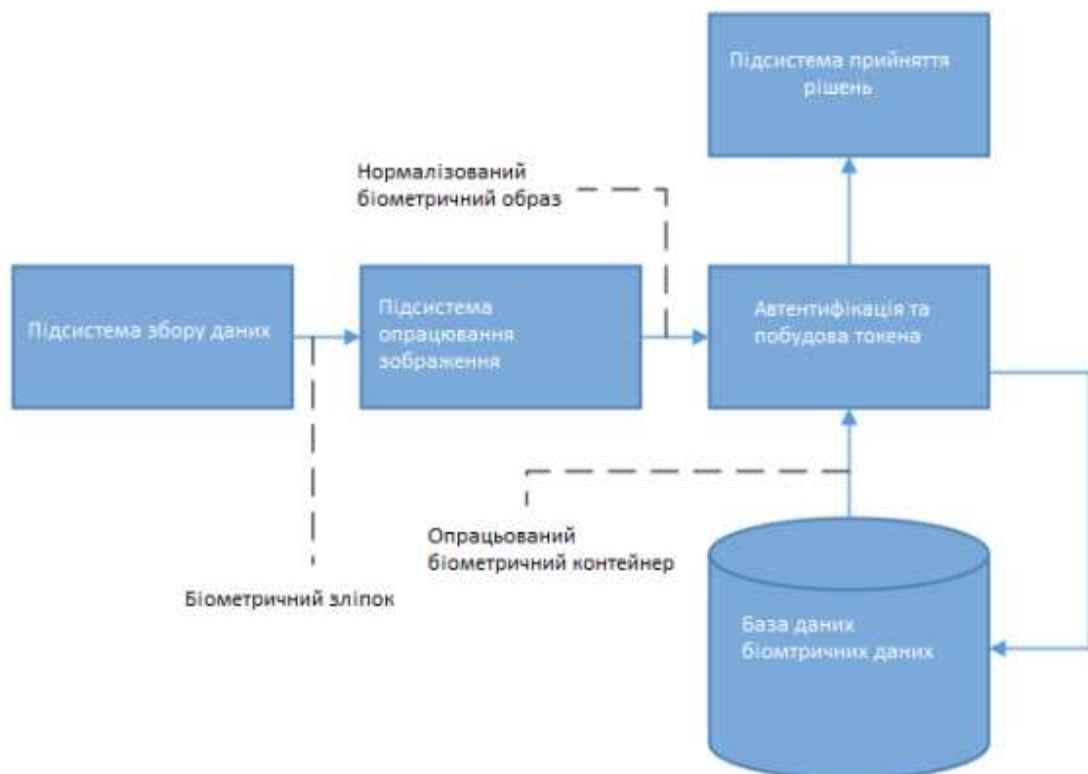 Підсистема прийняття
рішень
Нормалізований
біометричний образ
Підсистема збору даних
Підсистема
опрацювання
зображення
Автентифікація та
побудова токена
Опрацьований
біометричний контейнер
Біометричний зліпок
База даних
біомтричних даних